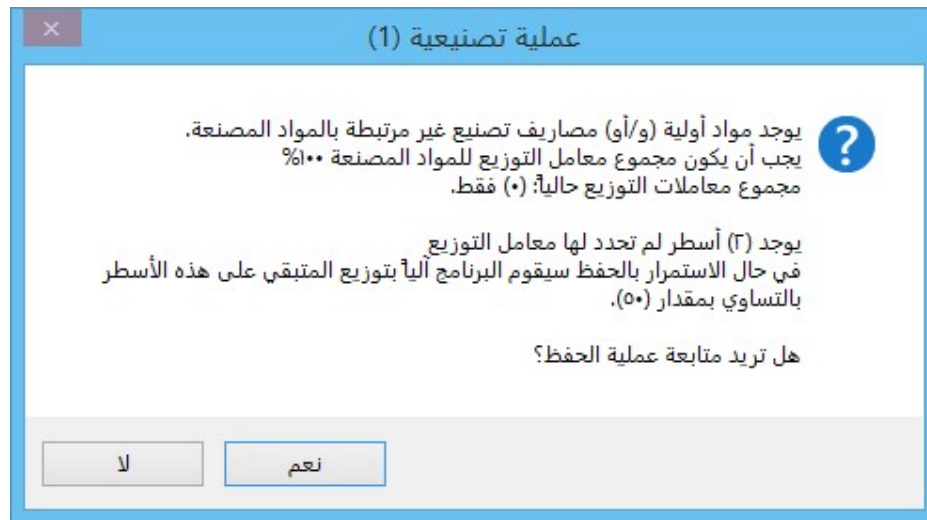 عملية تصنيعية (1)
يوجد مواد أولية (و/أو) مصاريف تصنيع غير مرتبطة بالمواد المصنعة.
يجب أن يكون مجموع معامل التوزيع للمواد المصنعة ١٠٠%
مجموع معاملات التوزيع حالياً: (٠) فقط.
يوجد (٢) أسطر لم تحدد لها معامل التوزيع
في حال الاستمرار بالحفظ سيقوم البرنامج آلياً بتوزيع المتبقي على هذه الأسطر
بالتساوي بمقدار (٥٠).
هل تريد متابعة عملية الحفظ؟
نعم
لا